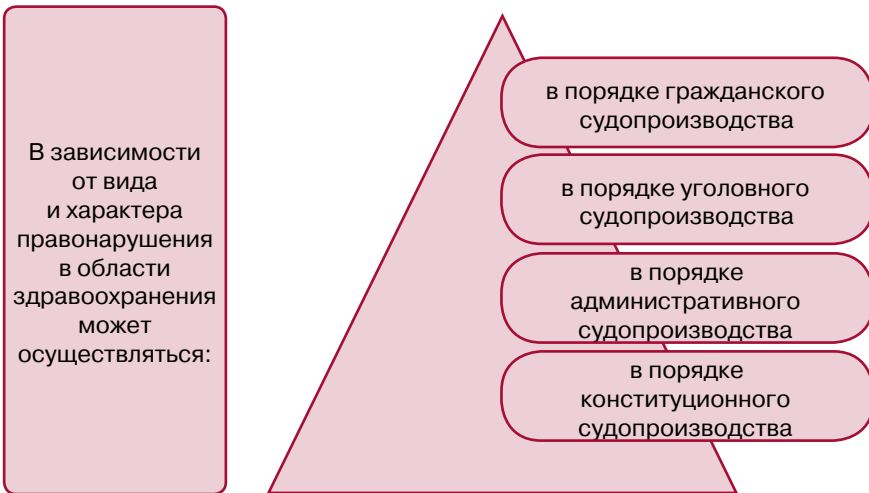 В зависимости
от вида
и характера
правонарушения
в области
здравоохранения
может
осуществляться:
в порядке гражданского
судопроизводства
в порядке уголовного
судопроизводства
в порядке
административного
судопроизводства
в порядке
конституционного
судопроизводства